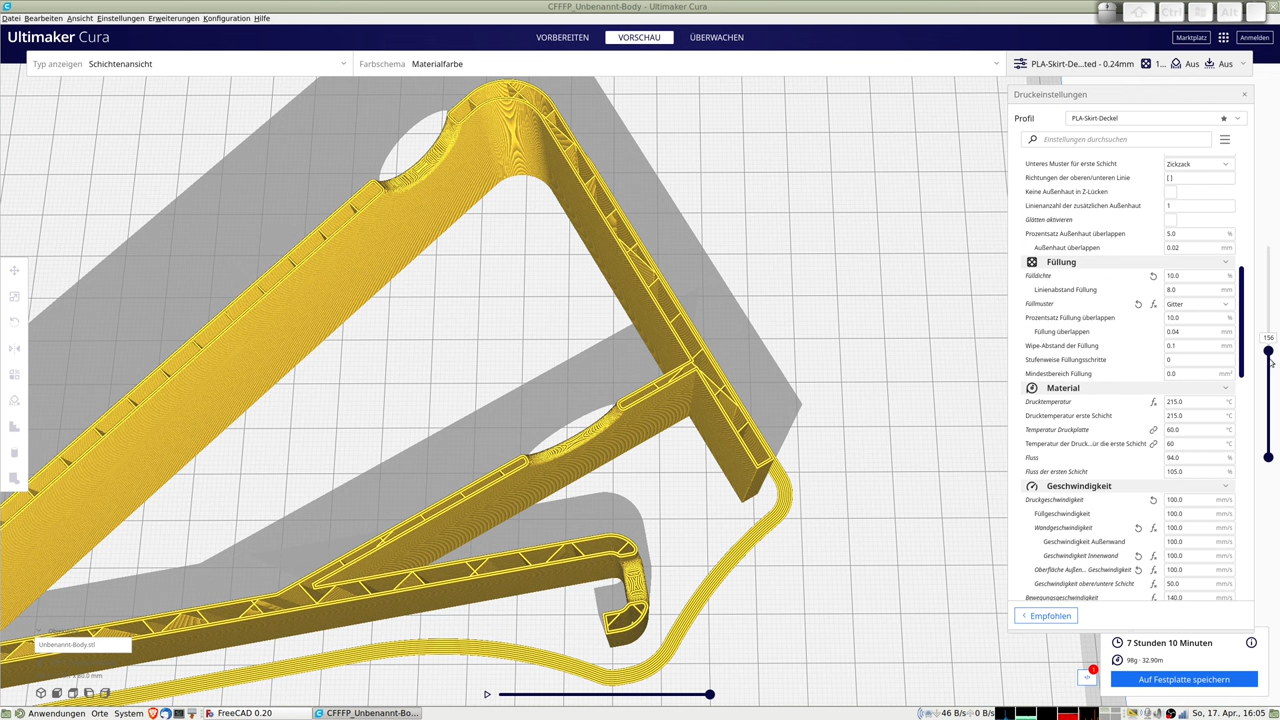 CFFFP_Unbenannt-Body - Ultimaker Cura
Ctrl
Alt
Datei Bearbeiten Ansicht Einstellungen Erweiterungen Konfiguration Hilfe
Ultimaker Cura
VORBEREITEN
VORSCHAU
ÜBERWACHEN
Marktplatz
Anmelden
Typ anzeigen Schichtenansicht
Farbschema Materialfarbe
PLA-Skirt-De...ted - 0.24mm 1... Aus Aus
Druckeinstellungen
Profil PLA-Skirt-Deckel
Einstellungen durchsuchen
Unteres Muster für erste Schicht Zickzack
Richtungen der oberen/unteren Linie [ ]
Keine Außenhaut in Z-Lücken
Linienanzahl der zusätzlichen Außenhaut 1
Glätten aktivieren
Prozentsatz Außenhaut überlappen 5.0 %
Außenhaut überlappen 0.02 mm
Füllung
Fülldichte 10.0 %
Linienabstand Füllung 8.0 mm
Füllmuster Gitter
Prozentsatz Füllung überlappen 10.0 %
Füllung überlappen 0.04 mm
Wipe-Abstand der Füllung 0.1 mm
Stufenweise Füllungsschritte 0
Mindestbereich Füllung 0.0 mm²
Material
Drucktemperatur 215.0 °C
Drucktemperatur erste Schicht 215.0 °C
Temperatur Druckplatte 60.0 °C
Temperatur der Druck...ür die erste Schicht 60 °C
Fluss 94.0 %
Fluss der ersten Schicht 105.0 %
Geschwindigkeit
Druckgeschwindigkeit 100.0 mm/s
Füllgeschwindigkeit 100.0 mm/s
Wandgeschwindigkeit 100.0 mm/s
Geschwindigkeit Außenwand 100.0 mm/s
Geschwindigkeit Innenwand 100.0 mm/s
Oberfläche Außen... Geschwindigkeit 100.0 mm/s
Geschwindigkeit obere/untere Schicht 50.0 mm/s
Bewegungsgeschwindigkeit 140.0 mm/s
156
Empfohlen
Unbenannt-Body.stl
7 Stunden 10 Minuten
98g · 32.90m
1
Auf Festplatte speichern
Anwendungen Orte System
FreeCAD 0.20
CFFFP_Unbenannt-Bo...
46 B/s
0 B/s
So, 17. Apr., 16:05